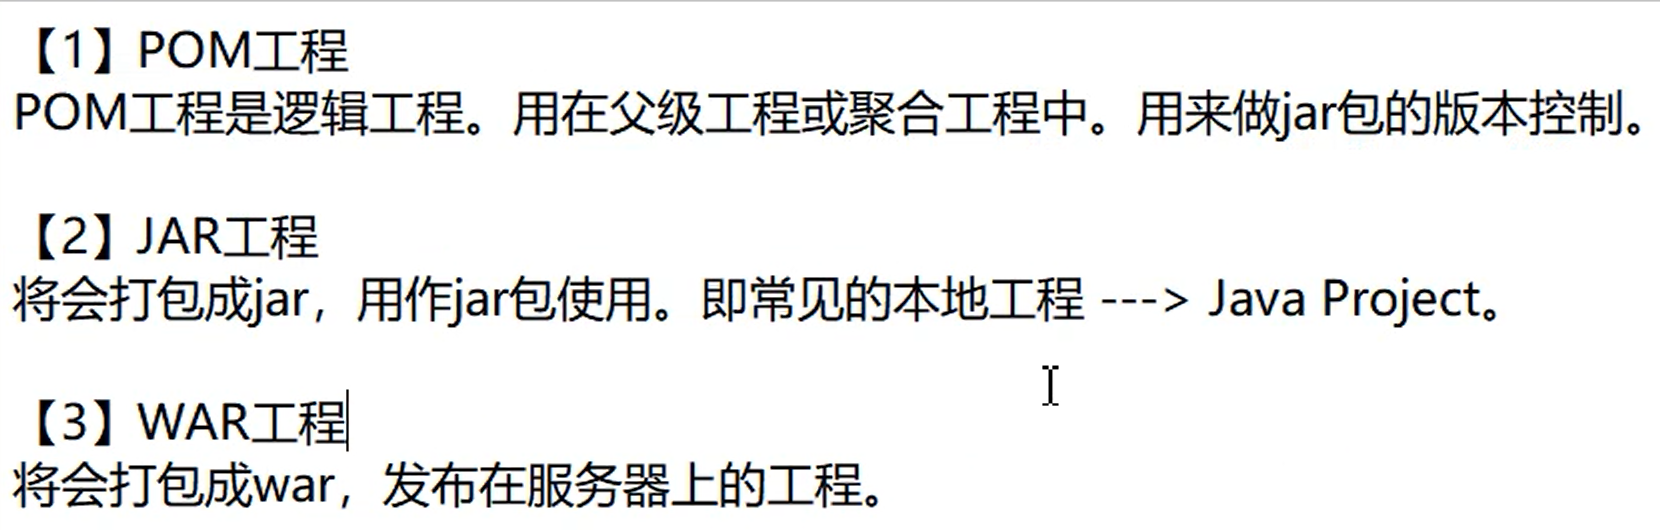 【1】POM工程
POM工程是逻辑工程。用在父级工程或聚合工程中。用来做jar包的版本控制。
【2】JAR工程
将会打包成jar，用作jar包使用。即常见的本地工程 ---> Java Project。
【3】WAR工程
将会打包成war，发布在服务器上的工程。